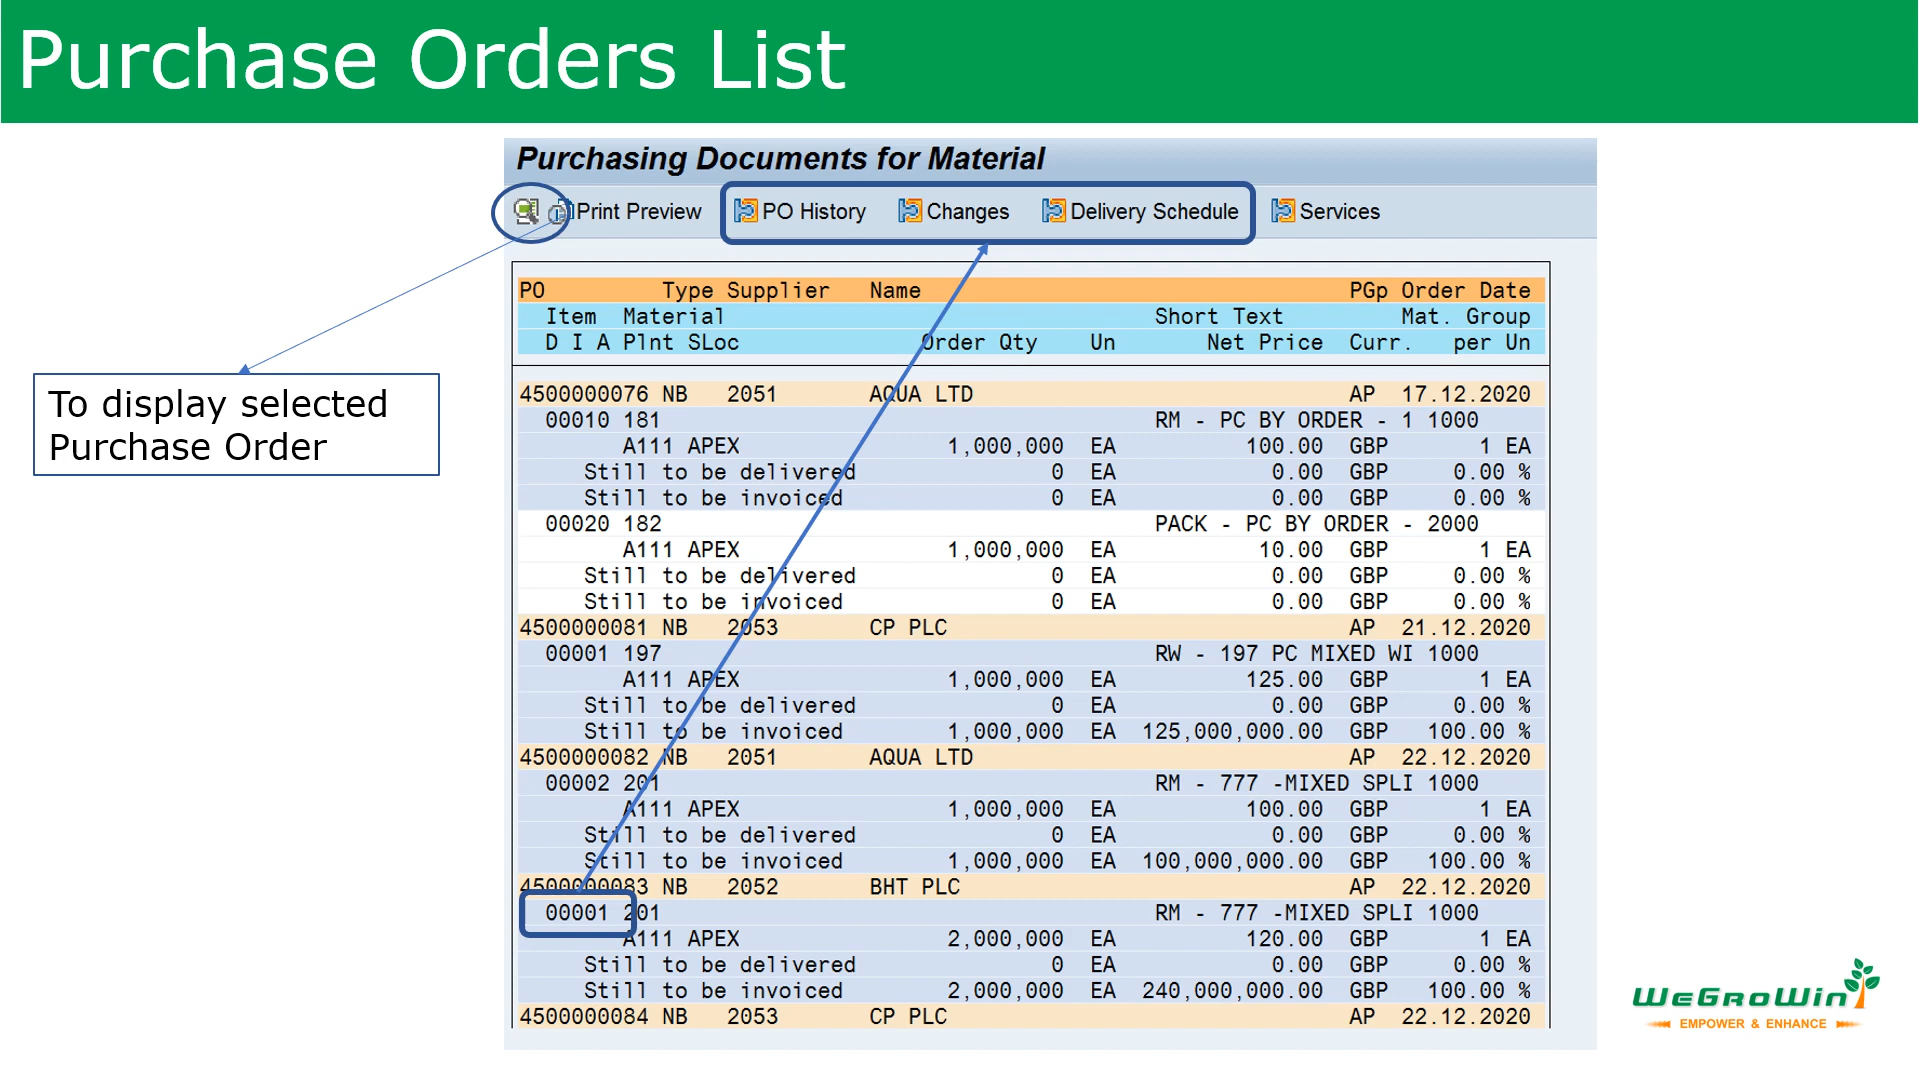 Purchase Orders List
Purchasing Documents for Material
Print Preview PO History Changes Delivery Schedule Services
To display selected
Purchase Order
PO Type Supplier Name PGp Order Date
Item Material Short Text Mat. Group
D I A Plnt SLoc Order Qty Un Net Price Curr. per Un
4500000076 NB 2051 AQUA LTD AP 17.12.2020
00010 181 RM - PC BY ORDER - 1 1000
A111 APEX 1,000,000 EA 100.00 GBP 1 EA
Still to be delivered 0 EA 0.00 GBP 0.00 %
Still to be invoiced 0 EA 0.00 GBP 0.00 %
00020 182 PACK - PC BY ORDER - 2000
A111 APEX 1,000,000 EA 10.00 GBP 1 EA
Still to be delivered 0 EA 0.00 GBP 0.00 %
Still to be invoiced 0 EA 0.00 GBP 0.00 %
4500000081 NB 2053 CP PLC AP 21.12.2020
00001 197 RW - 197 PC MIXED WI 1000
A111 APEX 1,000,000 EA 125.00 GBP 1 EA
Still to be delivered 0 EA 0.00 GBP 0.00 %
Still to be invoiced 1,000,000 EA 125,000,000.00 GBP 100.00 %
4500000082 NB 2051 AQUA LTD AP 22.12.2020
00002 201 RM - 777 -MIXED SPLI 1000
A111 APEX 1,000,000 EA 100.00 GBP 1 EA
Still to be delivered 0 EA 0.00 GBP 0.00 %
Still to be invoiced 1,000,000 EA 100,000,000.00 GBP 100.00 %
4500000083 NB 2052 BHT PLC AP 22.12.2020
00001 201 RM - 777 -MIXED SPLI 1000
A111 APEX 2,000,000 EA 120.00 GBP 1 EA
Still to be delivered 0 EA 0.00 GBP 0.00 %
Still to be invoiced 2,000,000 EA 240,000,000.00 GBP 100.00 %
4500000084 NB 2053 CP PLC AP 22.12.2020
WeGroWin
EMPOWER & ENHANCE